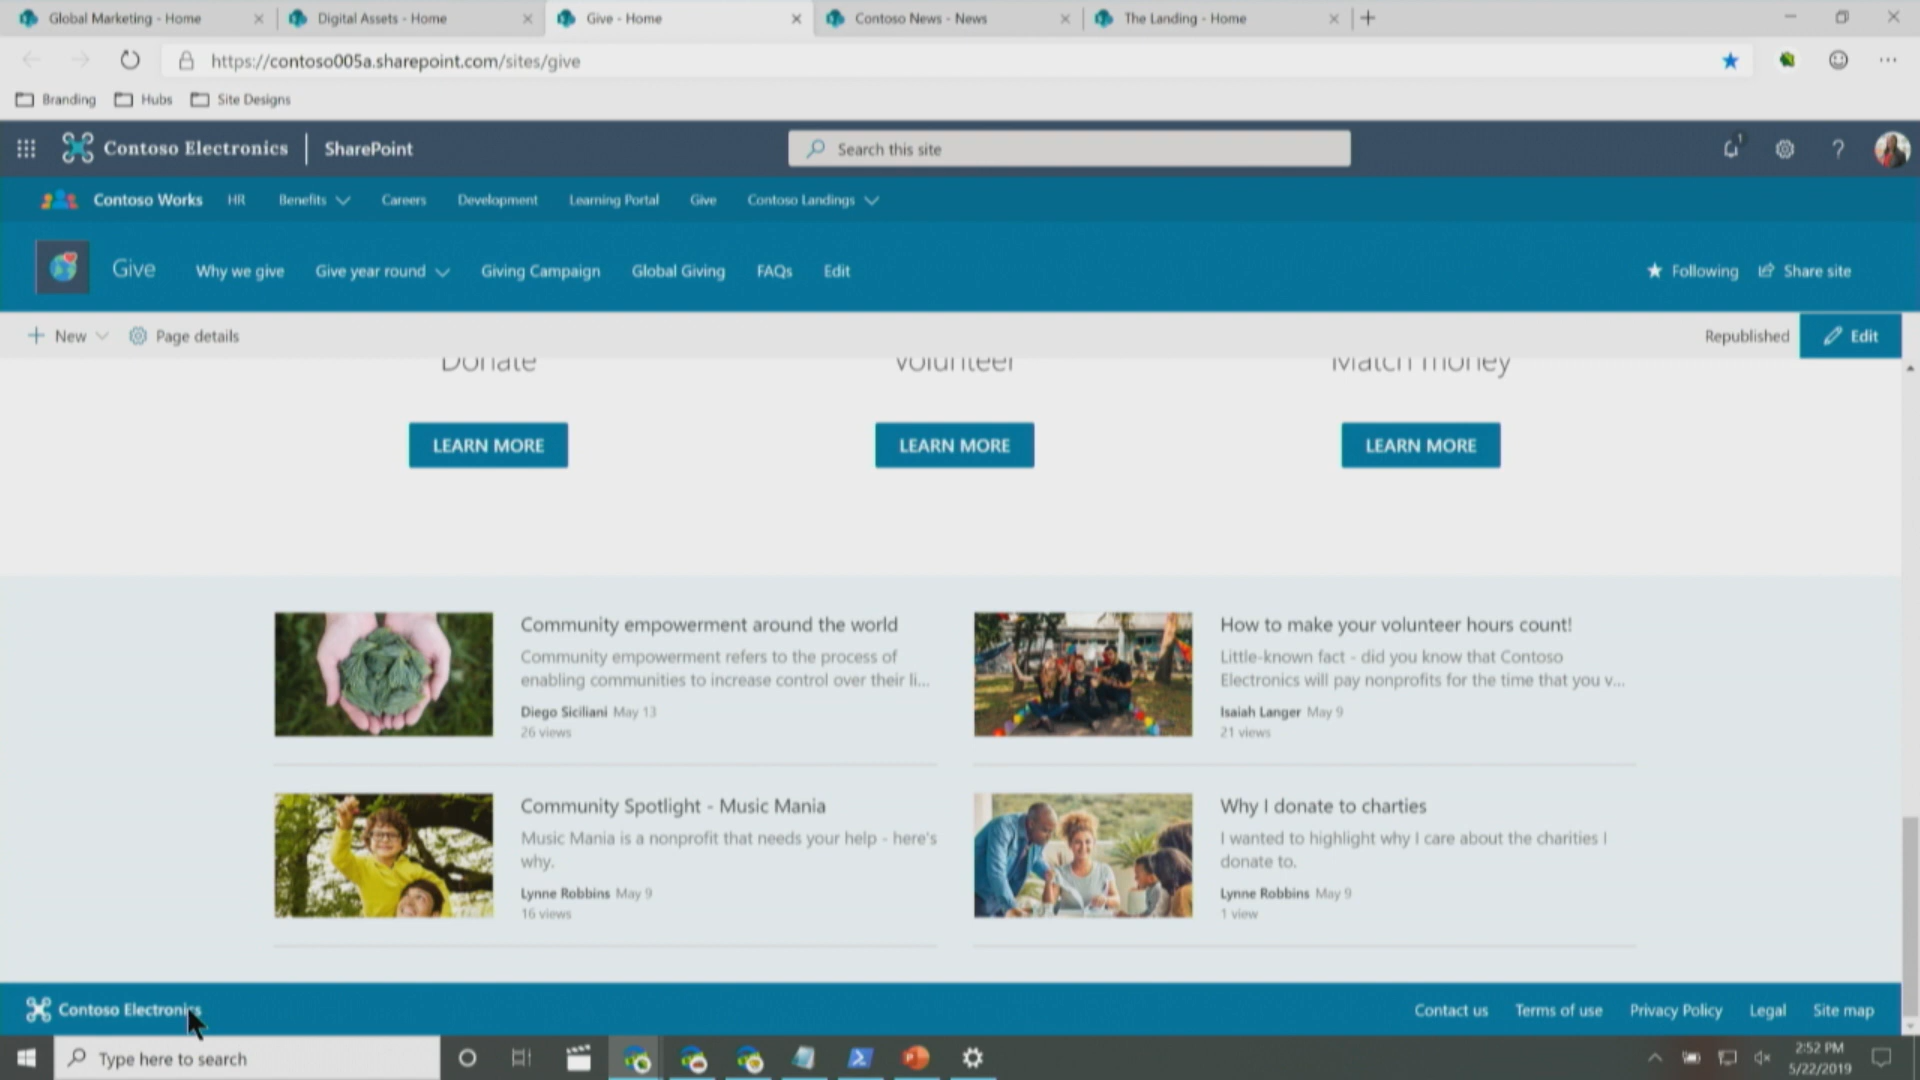 Global Marketing - Home
Digital Assets - Home
Give - Home
Contoso News - News
The Landing - Home
https://contoso005a.sharepoint.com/sites/give
Branding
Hubs
Site Designs
Contoso Electronics
SharePoint
Search this site
1
?
Contoso Works
HR
Benefits
Careers
Development
Learning Portal
Give
Contoso Landings
Give
Why we give
Give year round
Giving Campaign
Global Giving
FAQs
Edit
Following
Share site
+ New
Page details
Republished
Edit
Donate
Volunteer
Match money
LEARN MORE
LEARN MORE
LEARN MORE
Community empowerment around the world
Community empowerment refers to the process of
enabling communities to increase control over their li...
Diego Siciliani May 13
26 views
How to make your volunteer hours count!
Little-known fact - did you know that Contoso
Electronics will pay nonprofits for the time that you v...
Isaiah Langer May 9
21 views
Community Spotlight - Music Mania
Music Mania is a nonprofit that needs your help - here's
why.
Lynne Robbins May 9
16 views
Why I donate to charties
I wanted to highlight why I care about the charities I
donate to.
Lynne Robbins May 9
1 view
Contoso Electronics
Contact us
Terms of use
Privacy Policy
Legal
Site map
Type here to search
2:52 PM
5/22/2019